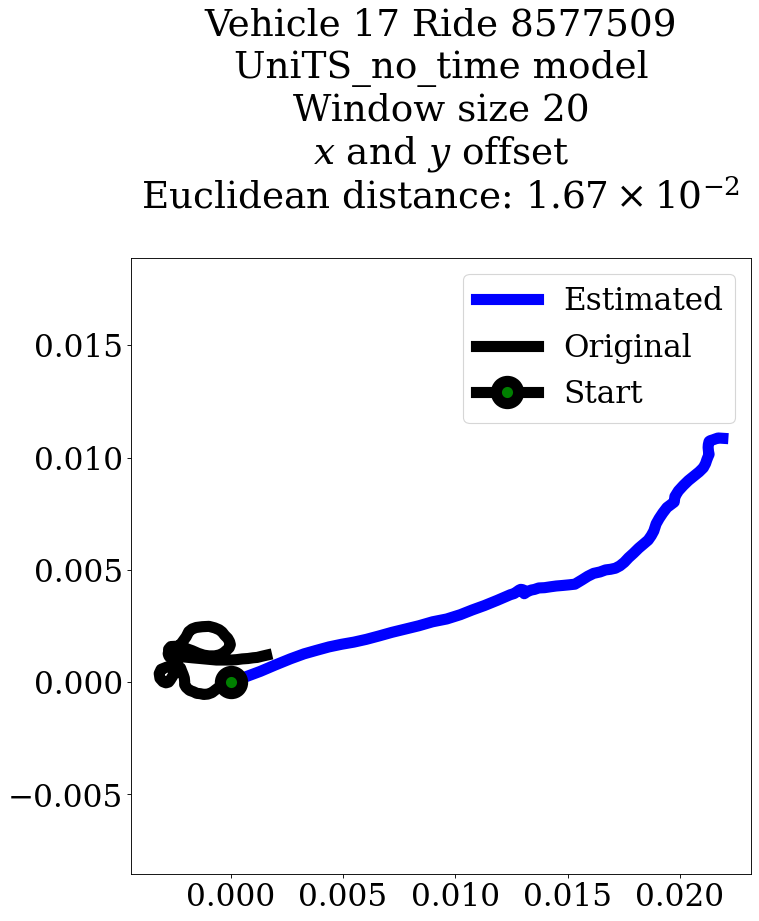 Vehicle 17 Ride 8577509
UniTS_no_time model
Window size 20
x and y offset
Euclidean distance: 1.67 × 10⁻²
Estimated
Original
Start
0.015
0.010
0.005
0.000
−0.005
0.000 0.005 0.010 0.015 0.020